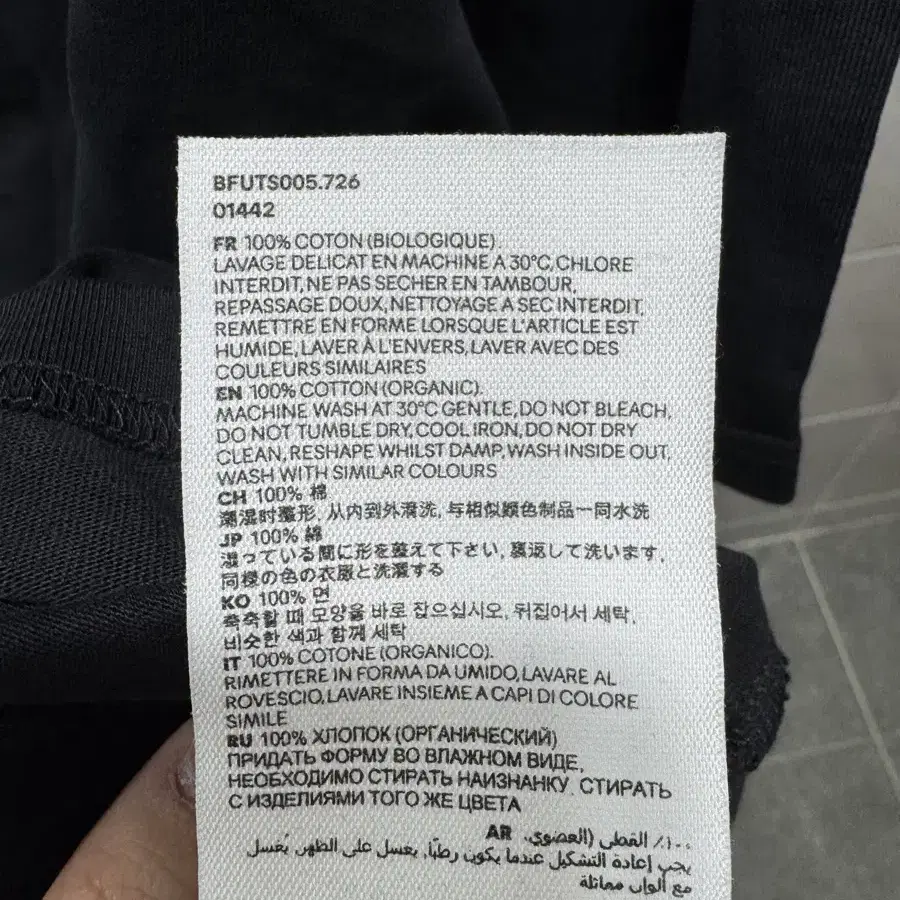 BFUTS005.726
01442
FR 100% COTON (BIOLOGIQUE).
LAVAGE DELICAT EN MACHINE A 30°C, CHLORE
INTERDIT, NE PAS SECHER EN TAMBOUR,
REPASSAGE DOUX, NETTOYAGE A SEC INTERDIT,
REMETTRE EN FORME LORSQUE L'ARTICLE EST
HUMIDE, LAVER À L'ENVERS, LAVER AVEC DES
COULEURS SIMILAIRES
EN 100% COTTON (ORGANIC).
MACHINE WASH AT 30°C GENTLE, DO NOT BLEACH,
DO NOT TUMBLE DRY, COOL IRON, DO NOT DRY
CLEAN, RESHAPE WHILST DAMP, WASH INSIDE OUT,
WASH WITH SIMILAR COLOURS
CH 100% 棉
潮湿时整形, 从内到外清洗, 与相似颜色制品一同水洗
JP 100% 綿
湿っている間に形を整えて下さい, 裏返して洗います,
同様の色の衣服と洗濯する
KO 100% 면
축축할 때 모양을 바로 잡으십시오, 뒤집어서 세탁,
비슷한 색과 함께 세탁
IT 100% COTONE (ORGANICO).
RIMETTERE IN FORMA DA UMIDO, LAVARE AL
ROVESCIO, LAVARE INSIEME A CAPI DI COLORE
SIMILE
RU 100% ХЛОПОК (ОРГАНИЧЕСКИЙ)
ПРИДАТЬ ФОРМУ ВО ВЛАЖНОМ ВИДЕ,
НЕОБХОДИМО СТИРАТЬ НАИЗНАНКУ, СТИРАТЬ
С ИЗДЕЛИЯМИ ТОГО ЖЕ ЦВЕТА
AR ١٠٠٪ القطن (العضوي).
يجب إعادة التشكيل عندما يكون رطبًا, يغسل على الظهر, يُغسل
مع ألوان مماثلة